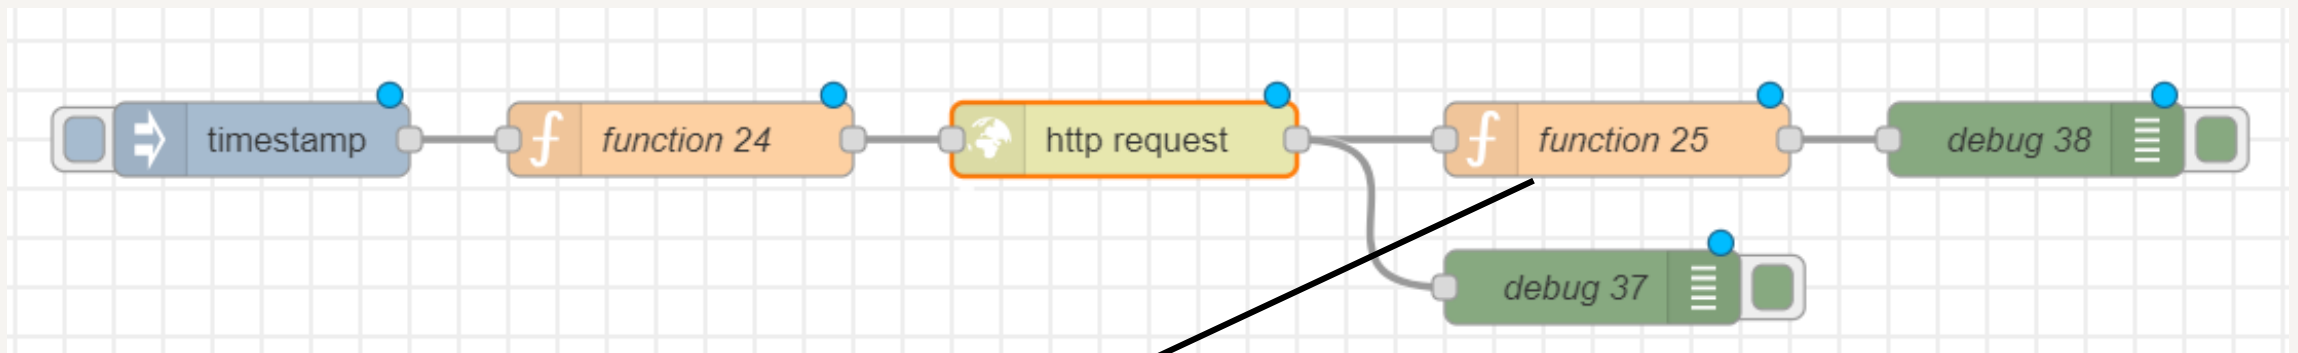 timestamp
function 24
http request
function 25
debug 38
debug 37